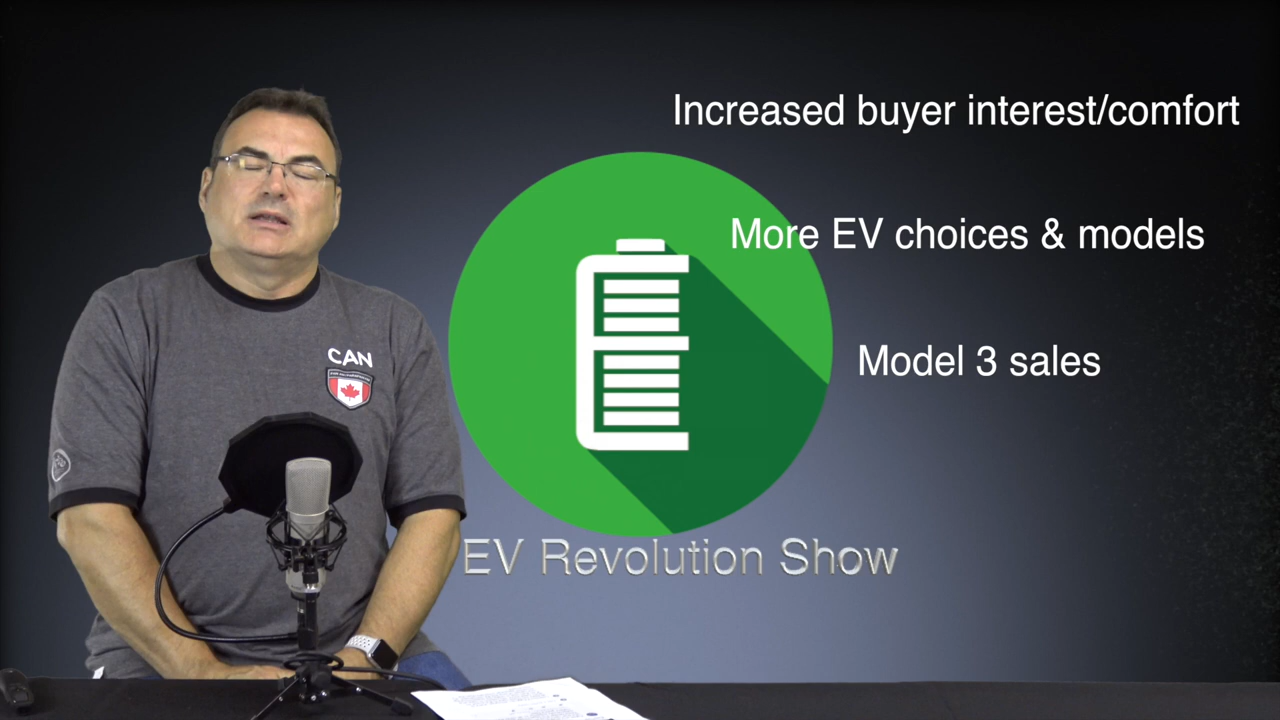 Increased buyer interest/comfort
More EV choices & models
Model 3 sales
CAN
EV Revolution Show